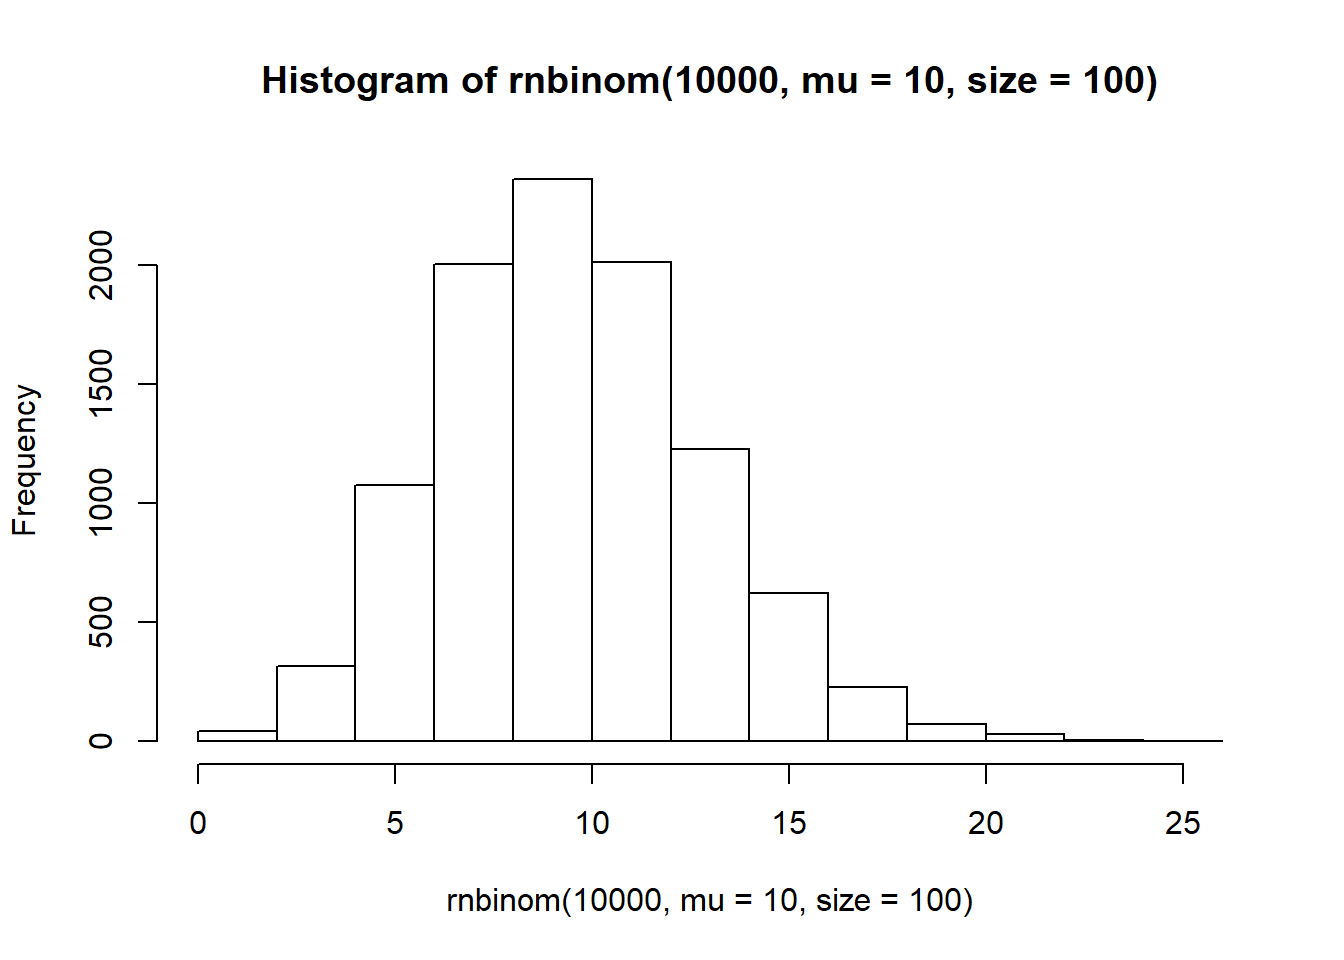 Histogram of rnbinom(10000, mu = 10, size = 100)
Frequency
2000
1500
1000
500
0
0 5 10 15 20 25
rnbinom(10000, mu = 10, size = 100)